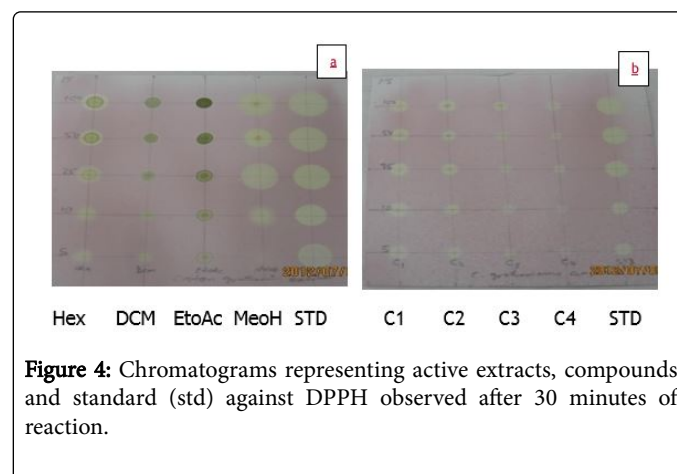 a
b
Hex DCM EtoAc MeoH STD
C1 C2 C3 C4 STD
Figure 4: Chromatograms representing active extracts, compounds
and standard (std) against DPPH observed after 30 minutes of
reaction.